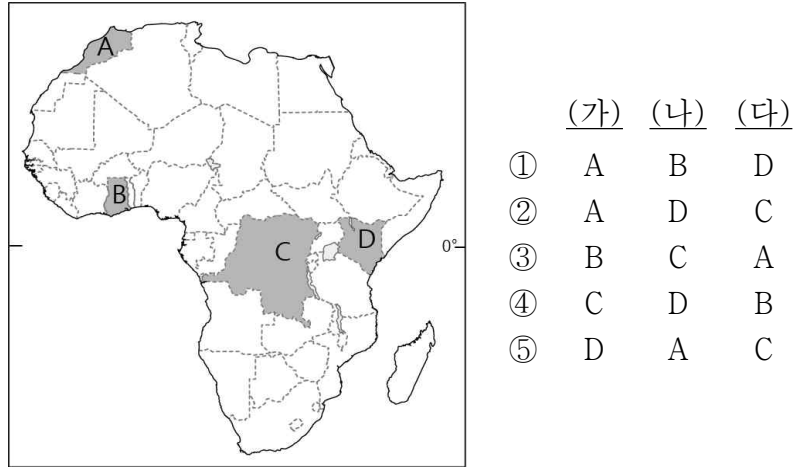 A
B
C
D
0°
(가) (나) (다)
① A B D
② A D C
③ B C A
④ C D B
⑤ D A C